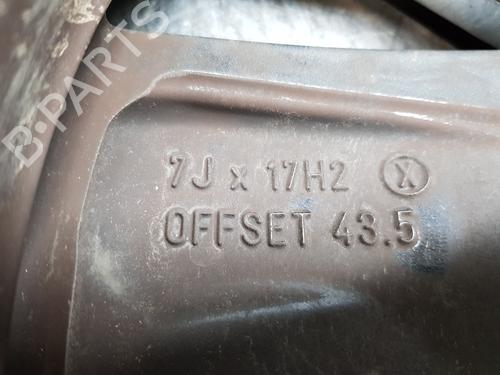 7J x 17H2 Ⓧ
OFFSET 43.5
B-PARTS